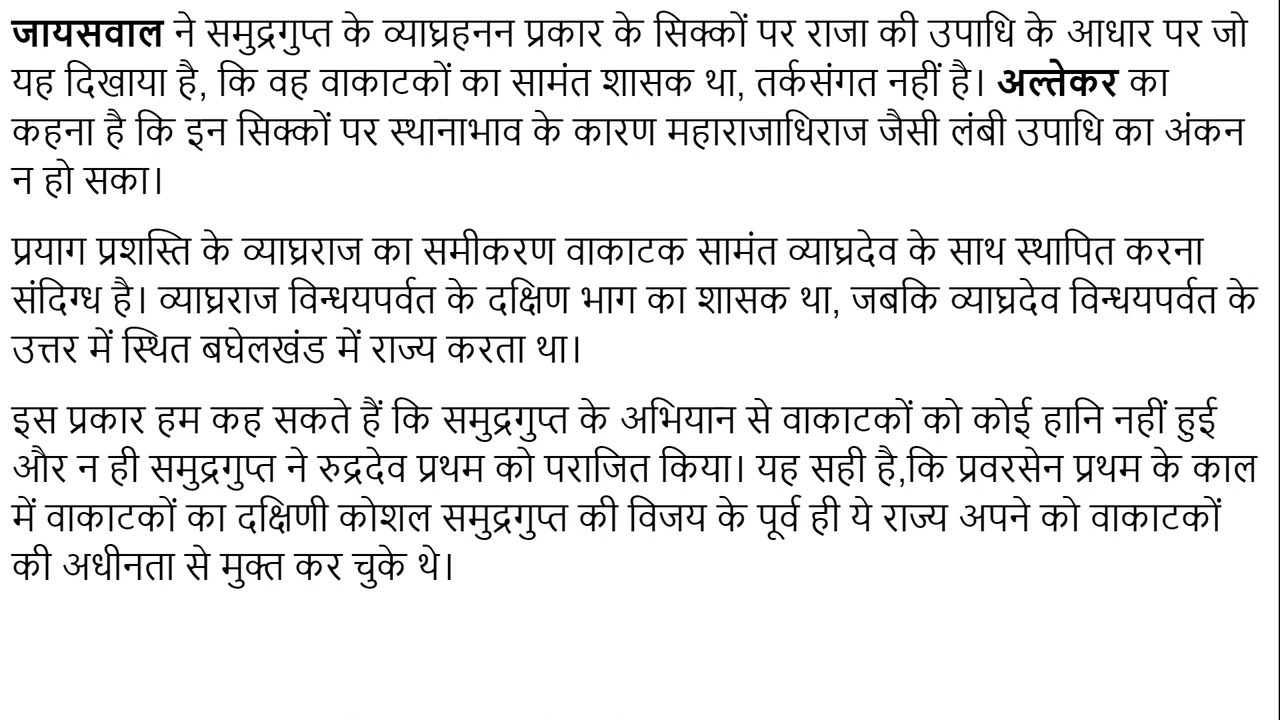 जायसवाल ने समुद्रगुप्त के व्याघ्रहनन प्रकार के सिक्कों पर राजा की उपाधि के आधार पर जो
यह दिखाया है, कि वह वाकाटकों का सामंत शासक था, तर्कसंगत नहीं है। अल्तेकर का
कहना है कि इन सिक्कों पर स्थानाभाव के कारण महाराजाधिराज जैसी लंबी उपाधि का अंकन
न हो सका।
प्रयाग प्रशस्ति के व्याघ्रराज का समीकरण वाकाटक सामंत व्याघ्रदेव के साथ स्थापित करना
संदिग्ध है। व्याघ्रराज विन्धयपर्वत के दक्षिण भाग का शासक था, जबकि व्याघ्रदेव विन्धयपर्वत के
उत्तर में स्थित बघेलखंड में राज्य करता था।
इस प्रकार हम कह सकते हैं कि समुद्रगुप्त के अभियान से वाकाटकों को कोई हानि नहीं हुई
और न ही समुद्रगुप्त ने रुद्रदेव प्रथम को पराजित किया। यह सही है,कि प्रवरसेन प्रथम के काल
में वाकाटकों का दक्षिणी कोशल समुद्रगुप्त की विजय के पूर्व ही ये राज्य अपने को वाकाटकों
की अधीनता से मुक्त कर चुके थे।